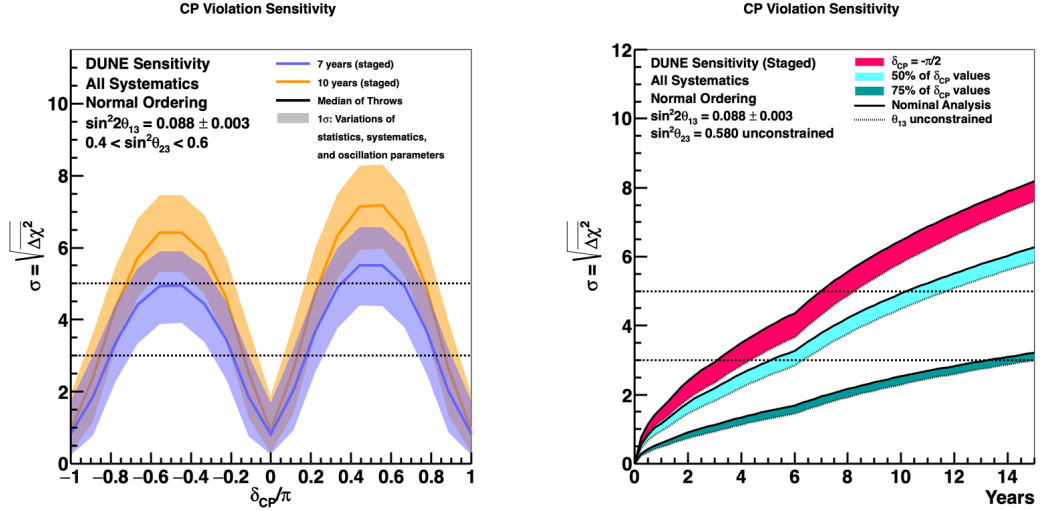 CP Violation Sensitivity
DUNE Sensitivity
All Systematics
Normal Ordering
sin²2θ₁₃ = 0.088 ± 0.003
0.4 < sin²θ₂₃ < 0.6
7 years (staged)
10 years (staged)
Median of Throws
1σ: Variations of
statistics, systematics,
and oscillation parameters
σ = √Δχ²
10
8
6
4
2
0
−1 −0.8 −0.6 −0.4 −0.2 0 0.2 0.4 0.6 0.8 1
δCP/π
CP Violation Sensitivity
DUNE Sensitivity (Staged)
All Systematics
Normal Ordering
sin²2θ₁₃ = 0.088 ± 0.003
sin²θ₂₃ = 0.580 unconstrained
δCP = -π/2
50% of δCP values
75% of δCP values
Nominal Analysis
θ₁₃ unconstrained
σ = √Δχ²
12
10
8
6
4
2
0
0 2 4 6 8 10 12 14
Years